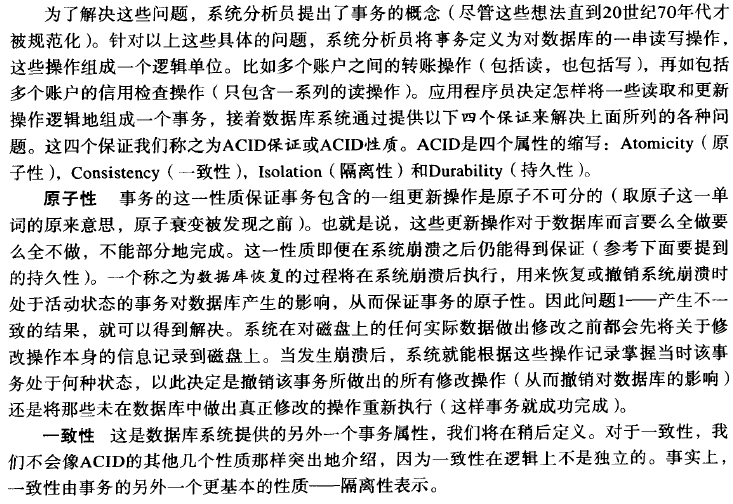 为了解决这些问题，系统分析员提出了事务的概念（尽管这些想法直到20世纪70年代才
被规范化）。针对以上这些具体的问题，系统分析员将事务定义为对数据库的一串读写操作，
这些操作组成一个逻辑单位。比如多个账户之间的转账操作（包括读，也包括写），再如包括
多个账户的信用检查操作（只包含一系列的读操作）。应用程序员决定怎样将一些读取和更新
操作逻辑地组成一个事务，接着数据库系统通过提供以下四个保证来解决上面所列的各种问
题。这四个保证我们称之为ACID保证或ACID性质。ACID是四个属性的缩写：Atomicity（原
子性），Consistency（一致性），Isolation（隔离性）和Durability（持久性）。
原子性 事务的这一性质保证事务包含的一组更新操作是原子不可分的（取原子这一单
词的原来意思，原子衰变被发现之前）。也就是说，这些更新操作对于数据库而言要么全做要
么全不做，不能部分地完成。这一性质即便在系统崩溃之后仍能得到保证（参考下面要提到
的持久性）。一个称之为数据库恢复的过程将在系统崩溃后执行，用来恢复或撤销系统崩溃时
处于活动状态的事务对数据库产生的影响，从而保证事务的原子性。因此问题1——产生不一
致的结果，就可以得到解决。系统在对磁盘上的任何实际数据做出修改之前都会先将关于修
改操作本身的信息记录到磁盘上。当发生崩溃后，系统就能根据这些操作记录掌握当时该事
务处于何种状态，以此决定是撤销该事务所做出的所有修改操作（从而撤销对数据库的影响）
还是将那些未在数据库中做出真正修改的操作重新执行（这样事务就成功完成）。
一致性 这是数据库系统提供的另外一个事务属性，我们将在稍后定义。对于一致性，我
们不会像ACID的其他几个性质那样突出地介绍，因为一致性在逻辑上不是独立的。事实上，
一致性由事务的另外一个更基本的性质——隔离性表示。